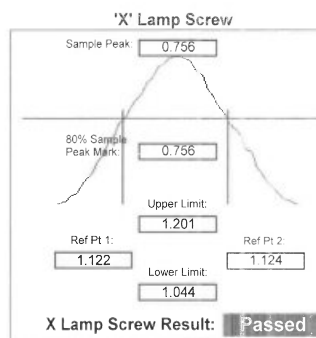 'X' Lamp Screw
Sample Peak: 0.756
80% Sample
Peak Mark: 0.756
Upper Limit:
1.201
Ref Pt 1: Ref Pt 2:
1.122 1.124
Lower Limit:
1.044
X Lamp Screw Result: Passed